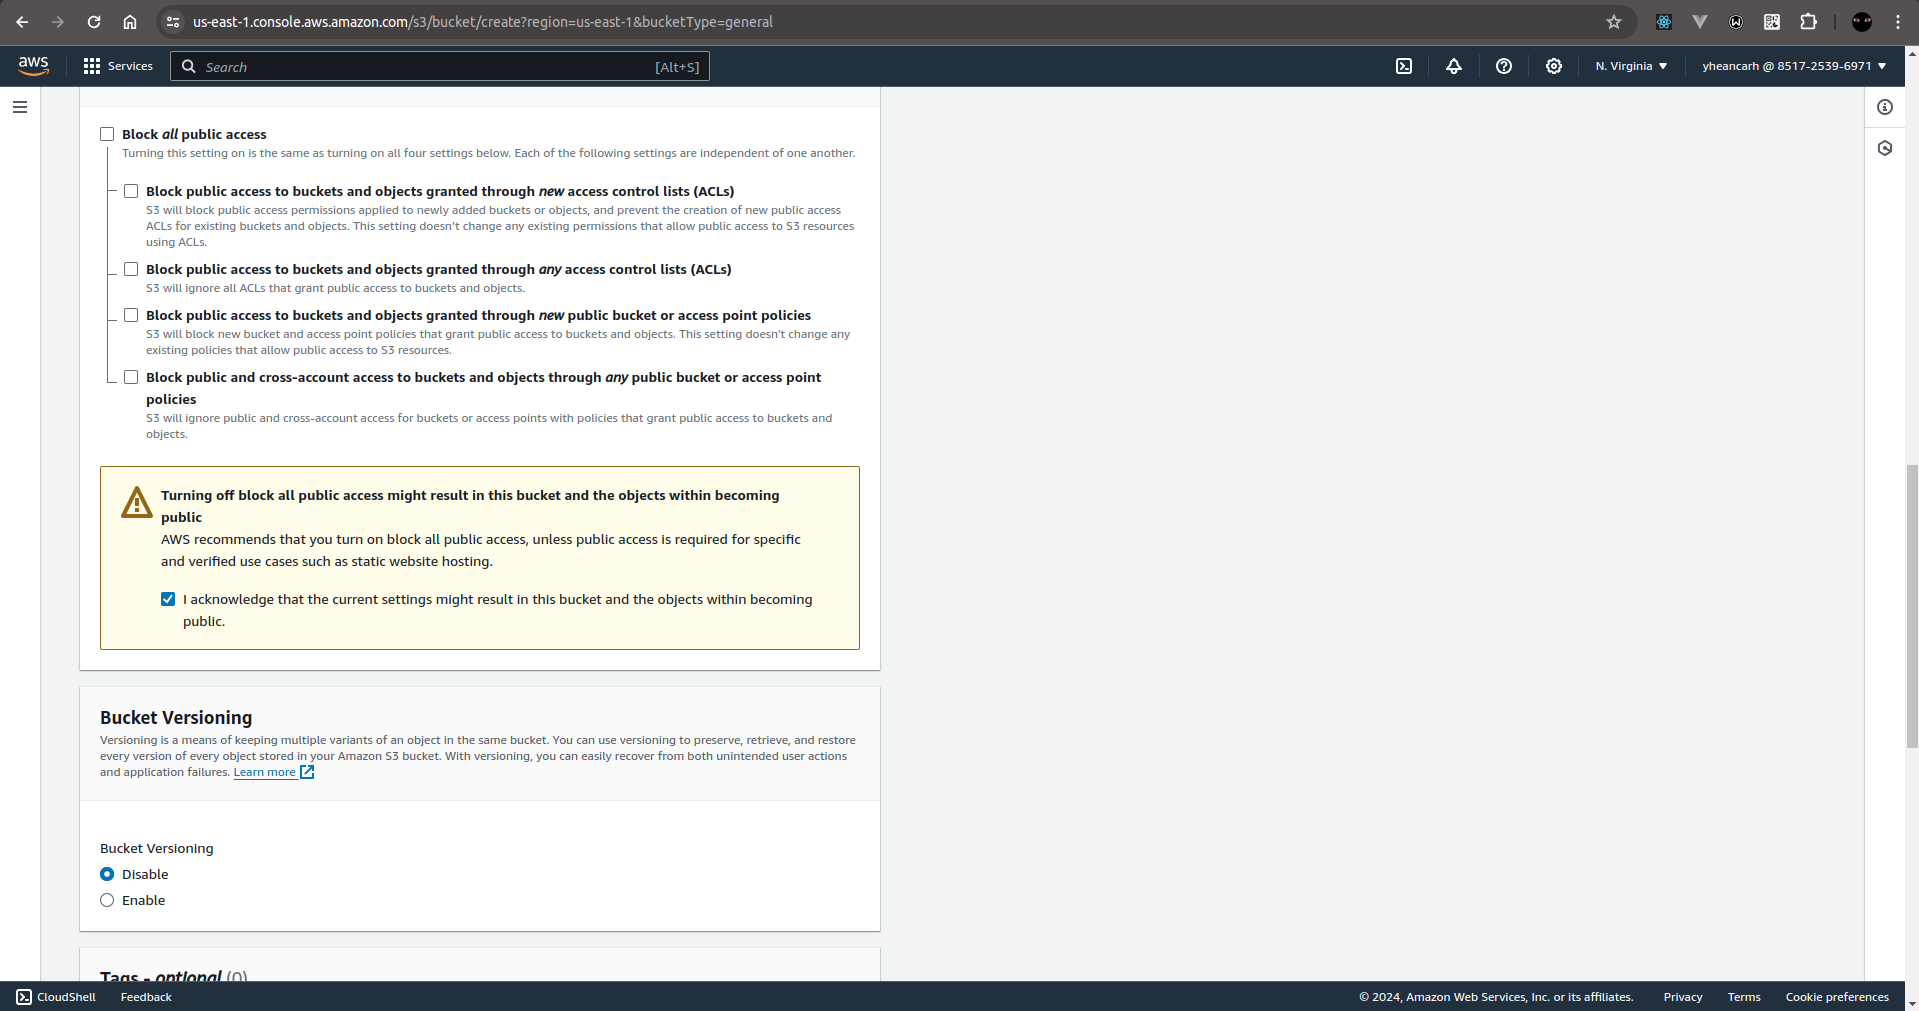 us-east-1.console.aws.amazon.com/s3/bucket/create?region=us-east-1&bucketType=general
aws
Services
Search
[Alt+S]
N. Virginia
yheancarh @ 8517-2539-6971
Block all public access
Turning this setting on is the same as turning on all four settings below. Each of the following settings are independent of one another.
Block public access to buckets and objects granted through new access control lists (ACLs)
S3 will block public access permissions applied to newly added buckets or objects, and prevent the creation of new public access
ACLs for existing buckets and objects. This setting doesn't change any existing permissions that allow public access to S3 resources
using ACLs.
Block public access to buckets and objects granted through any access control lists (ACLs)
S3 will ignore all ACLs that grant public access to buckets and objects.
Block public access to buckets and objects granted through new public bucket or access point policies
S3 will block new bucket and access point policies that grant public access to buckets and objects. This setting doesn't change any
existing policies that allow public access to S3 resources.
Block public and cross-account access to buckets and objects through any public bucket or access point
policies
S3 will ignore public and cross-account access for buckets or access points with policies that grant public access to buckets and
objects.
Turning off block all public access might result in this bucket and the objects within becoming
public
AWS recommends that you turn on block all public access, unless public access is required for specific
and verified use cases such as static website hosting.
I acknowledge that the current settings might result in this bucket and the objects within becoming
public.
Bucket Versioning
Versioning is a means of keeping multiple variants of an object in the same bucket. You can use versioning to preserve, retrieve, and restore
every version of every object stored in your Amazon S3 bucket. With versioning, you can easily recover from both unintended user actions
and application failures. Learn more
Bucket Versioning
Disable
Enable
Tags - optional (0)
CloudShell
Feedback
© 2024, Amazon Web Services, Inc. or its affiliates.
Privacy
Terms
Cookie preferences